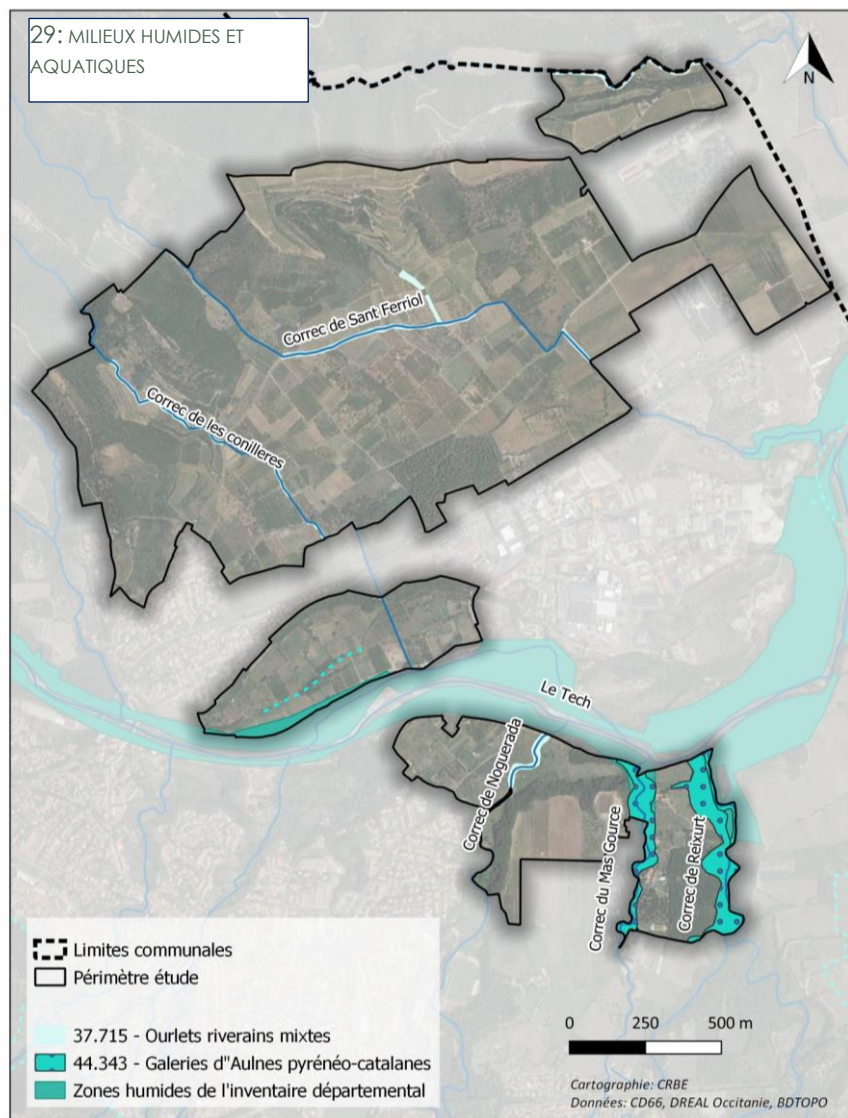 29: MILIEUX HUMIDES ET
AQUATIQUES
N
Correc de Sant Ferriol
Correc de les conilleres
Le Tech
Correc de Noguerada
Correc du Mas Gource
Correc de Reixurt
Limites communales
Périmètre étude
37.715 - Ourlets riverains mixtes
44.343 - Galeries d"Aulnes pyrénéo-catalanes
Zones humides de l'inventaire départemental
0 250 500 m
Cartographie: CRBE
Données: CD66, DREAL Occitanie, BDTOPO